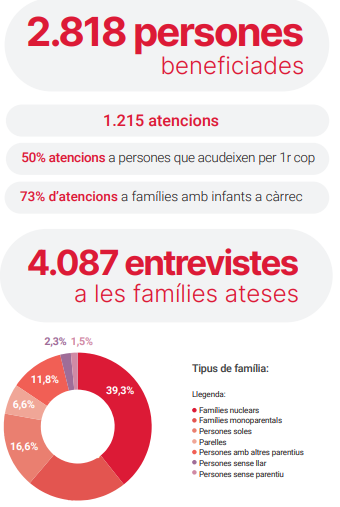 2.818 persones
beneficiades
1.215 atencions
50% atencions a persones que acudeixen per 1r cop
73% d'atencions a famílies amb infants a càrrec
4.087 entrevistes
a les famílies ateses
2,3% 1,5%
11,8%
39,3%
6,6%
16,6%
Tipus de família:
Llegenda:
Famílies nuclears
Famílies monoparentals
Persones soles
Parelles
Persones amb altres parentius
Persones sense llar
Persones sense parentiu